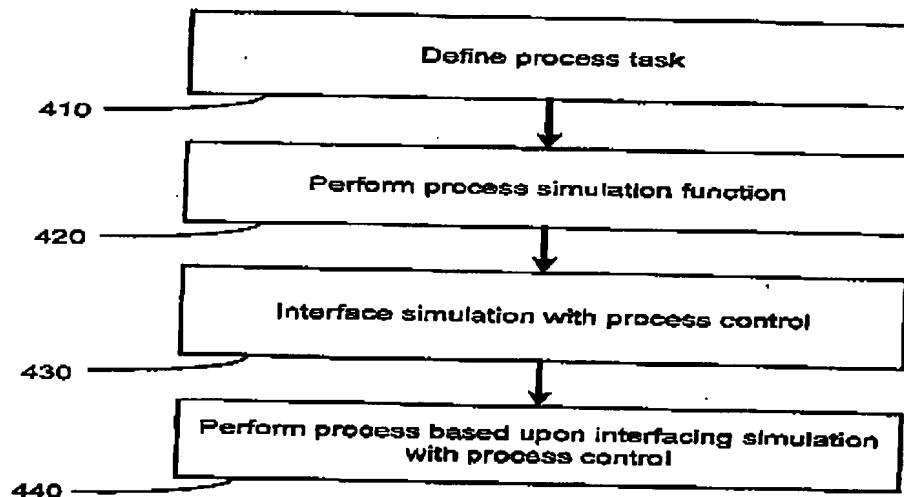 Define process task
410
Perform process simulation function
420
Interface simulation with process control
430
Perform process based upon interfacing simulation
with process control
440